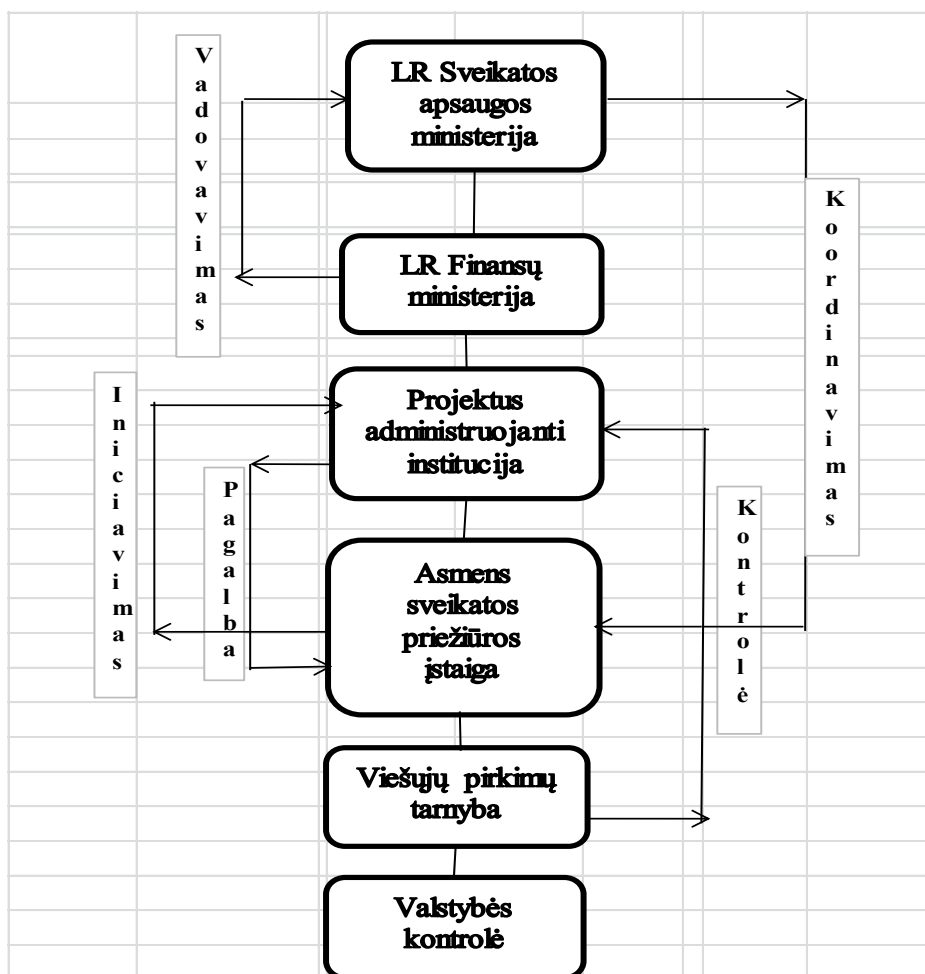 LR Sveikatos
apsaugos
ministerija
Vadovavimas
Koordinavimas
LR Finansų
ministerija
Projektus
administruojanti
institucija
Iniciavimas
Pagalba
Kontrolė
Asmens
sveikatos
priežiūros
įstaiga
Viešųjų pirkimų
tarnyba
Valstybės
kontrolė